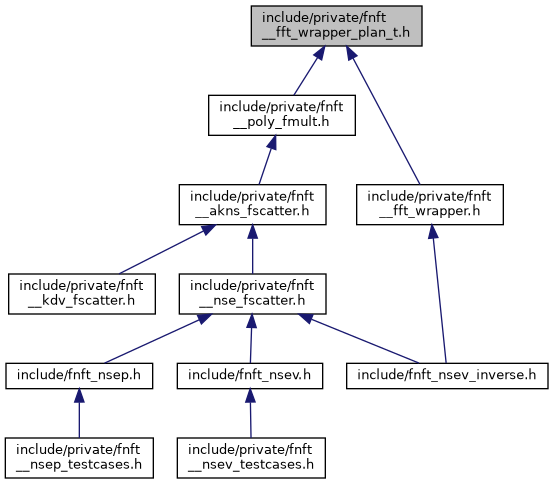 include/private/fnft
__fft_wrapper_plan_t.h
include/private/fnft
__poly_fmult.h
include/private/fnft
__akns_fscatter.h
include/private/fnft
__fft_wrapper.h
include/private/fnft
__kdv_fscatter.h
include/private/fnft
__nse_fscatter.h
include/fnft_nsep.h
include/fnft_nsev.h
include/fnft_nsev_inverse.h
include/private/fnft
__nsep_testcases.h
include/private/fnft
__nsev_testcases.h